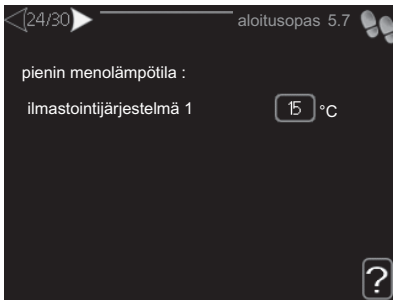 24/30 aloitusopas 5.7
pienin menolämpötila :
ilmastointijärjestelmä 1 15 °C
?